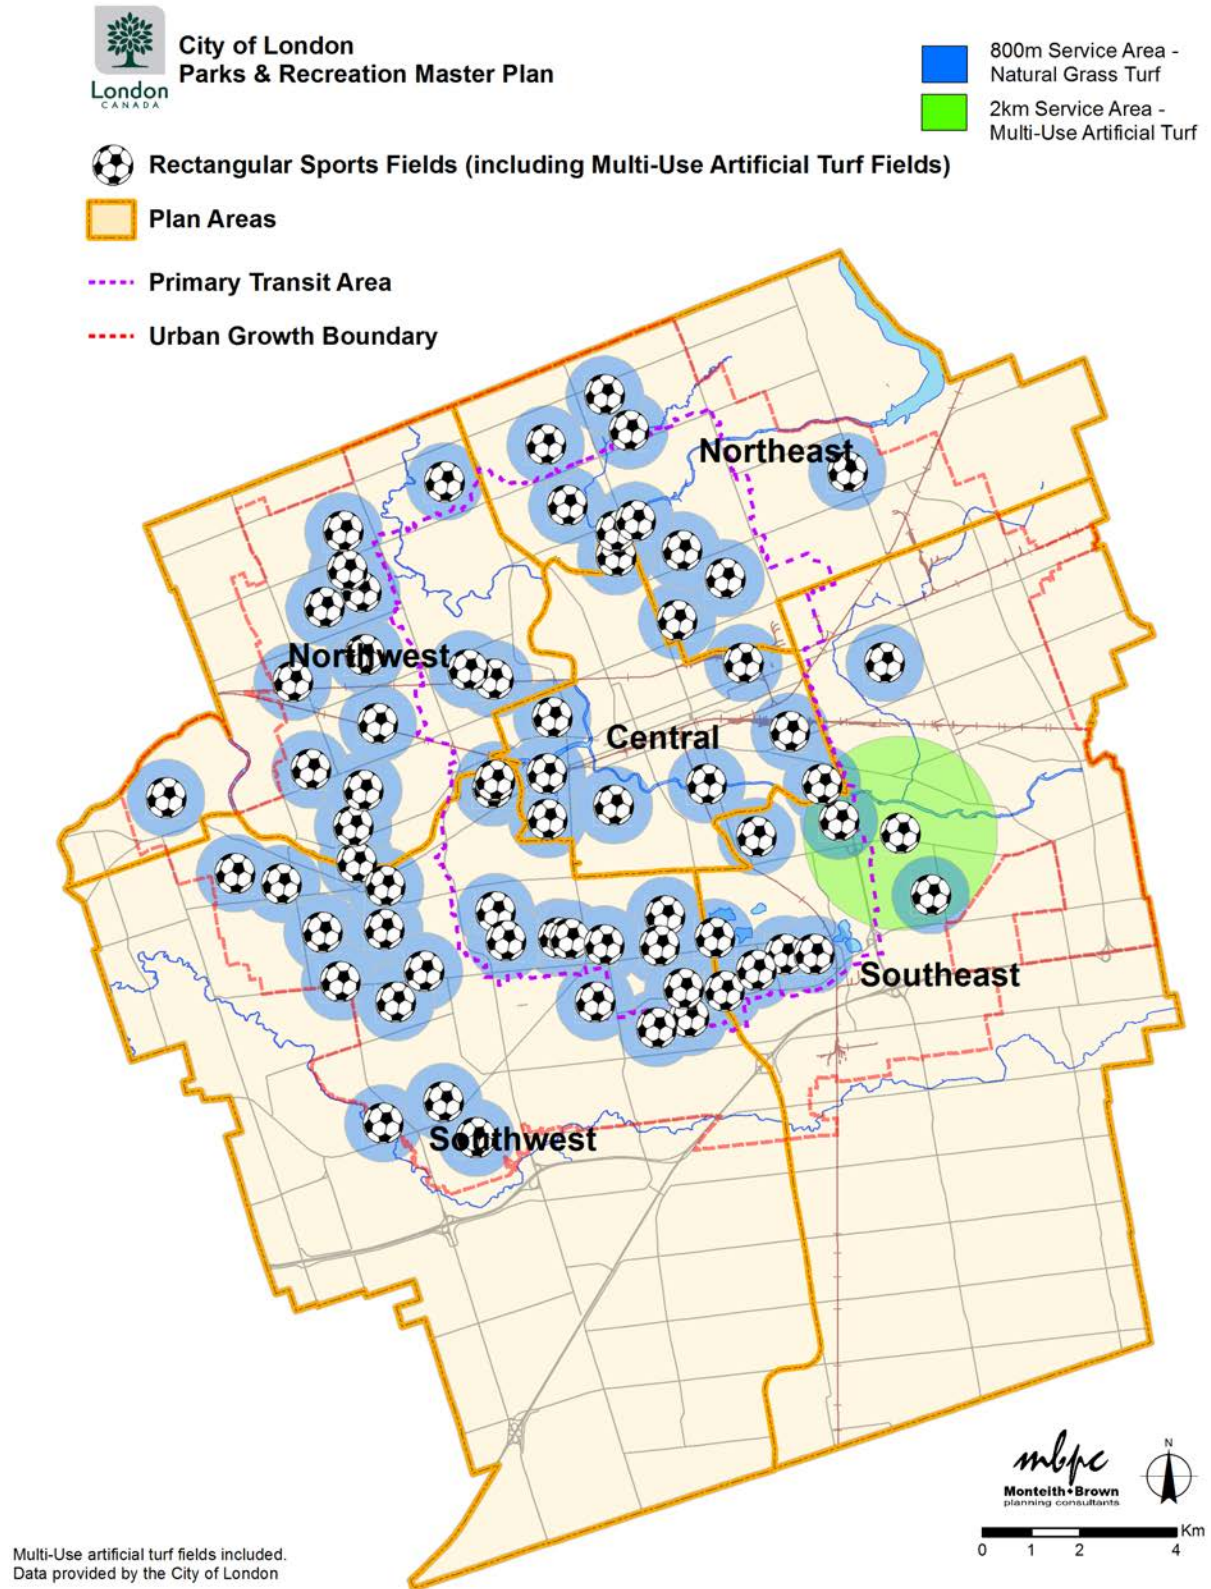 London
CANADA
City of London
Parks & Recreation Master Plan
800m Service Area -
Natural Grass Turf
2km Service Area -
Multi-Use Artificial Turf
Rectangular Sports Fields (including Multi-Use Artificial Turf Fields)
Plan Areas
Primary Transit Area
Urban Growth Boundary
Northeast
Northwest
Central
Southeast
Southwest
mbpc
Monteith+Brown
planning consultants
N
Km
0 1 2 4
Multi-Use artificial turf fields included.
Data provided by the City of London